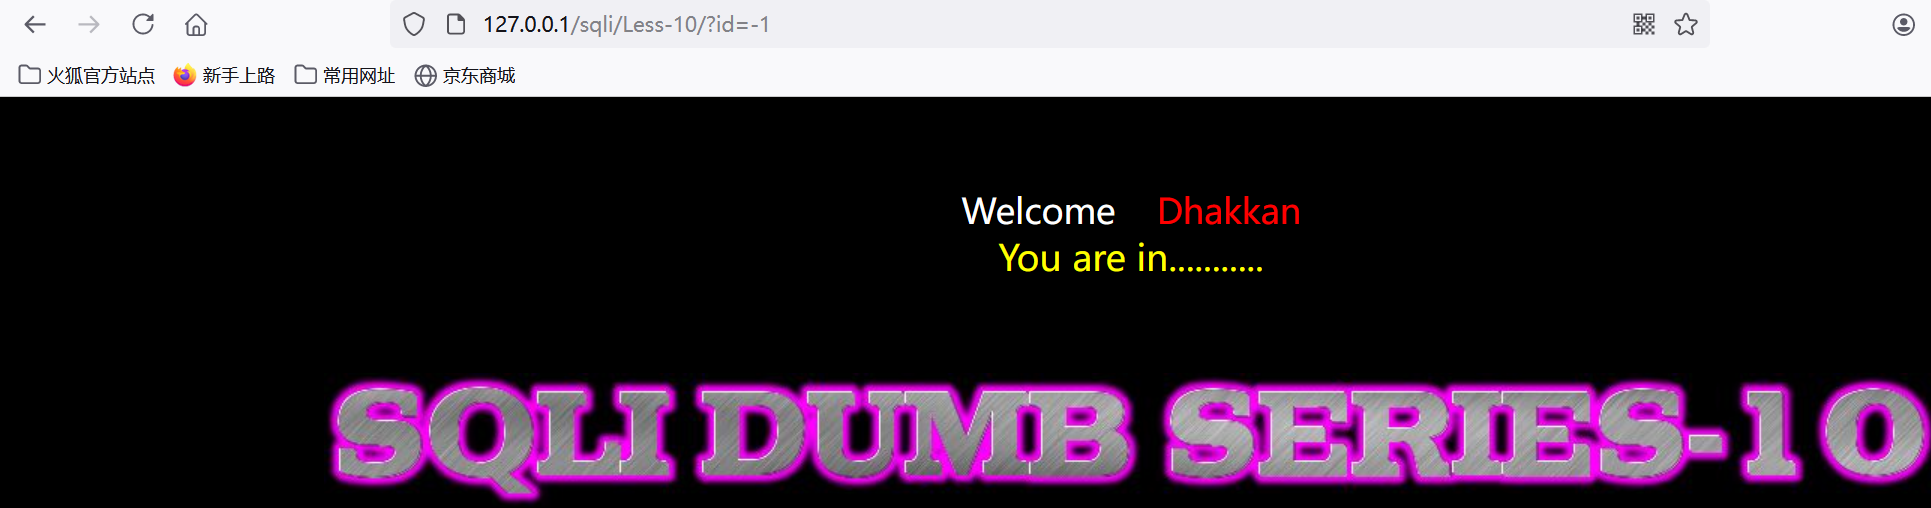 127.0.0.1/sqli/Less-10/?id=-1
火狐官方站点 新手上路 常用网址 京东商城
Welcome Dhakkan
You are in...........
SQLI DUMB SERIES-10